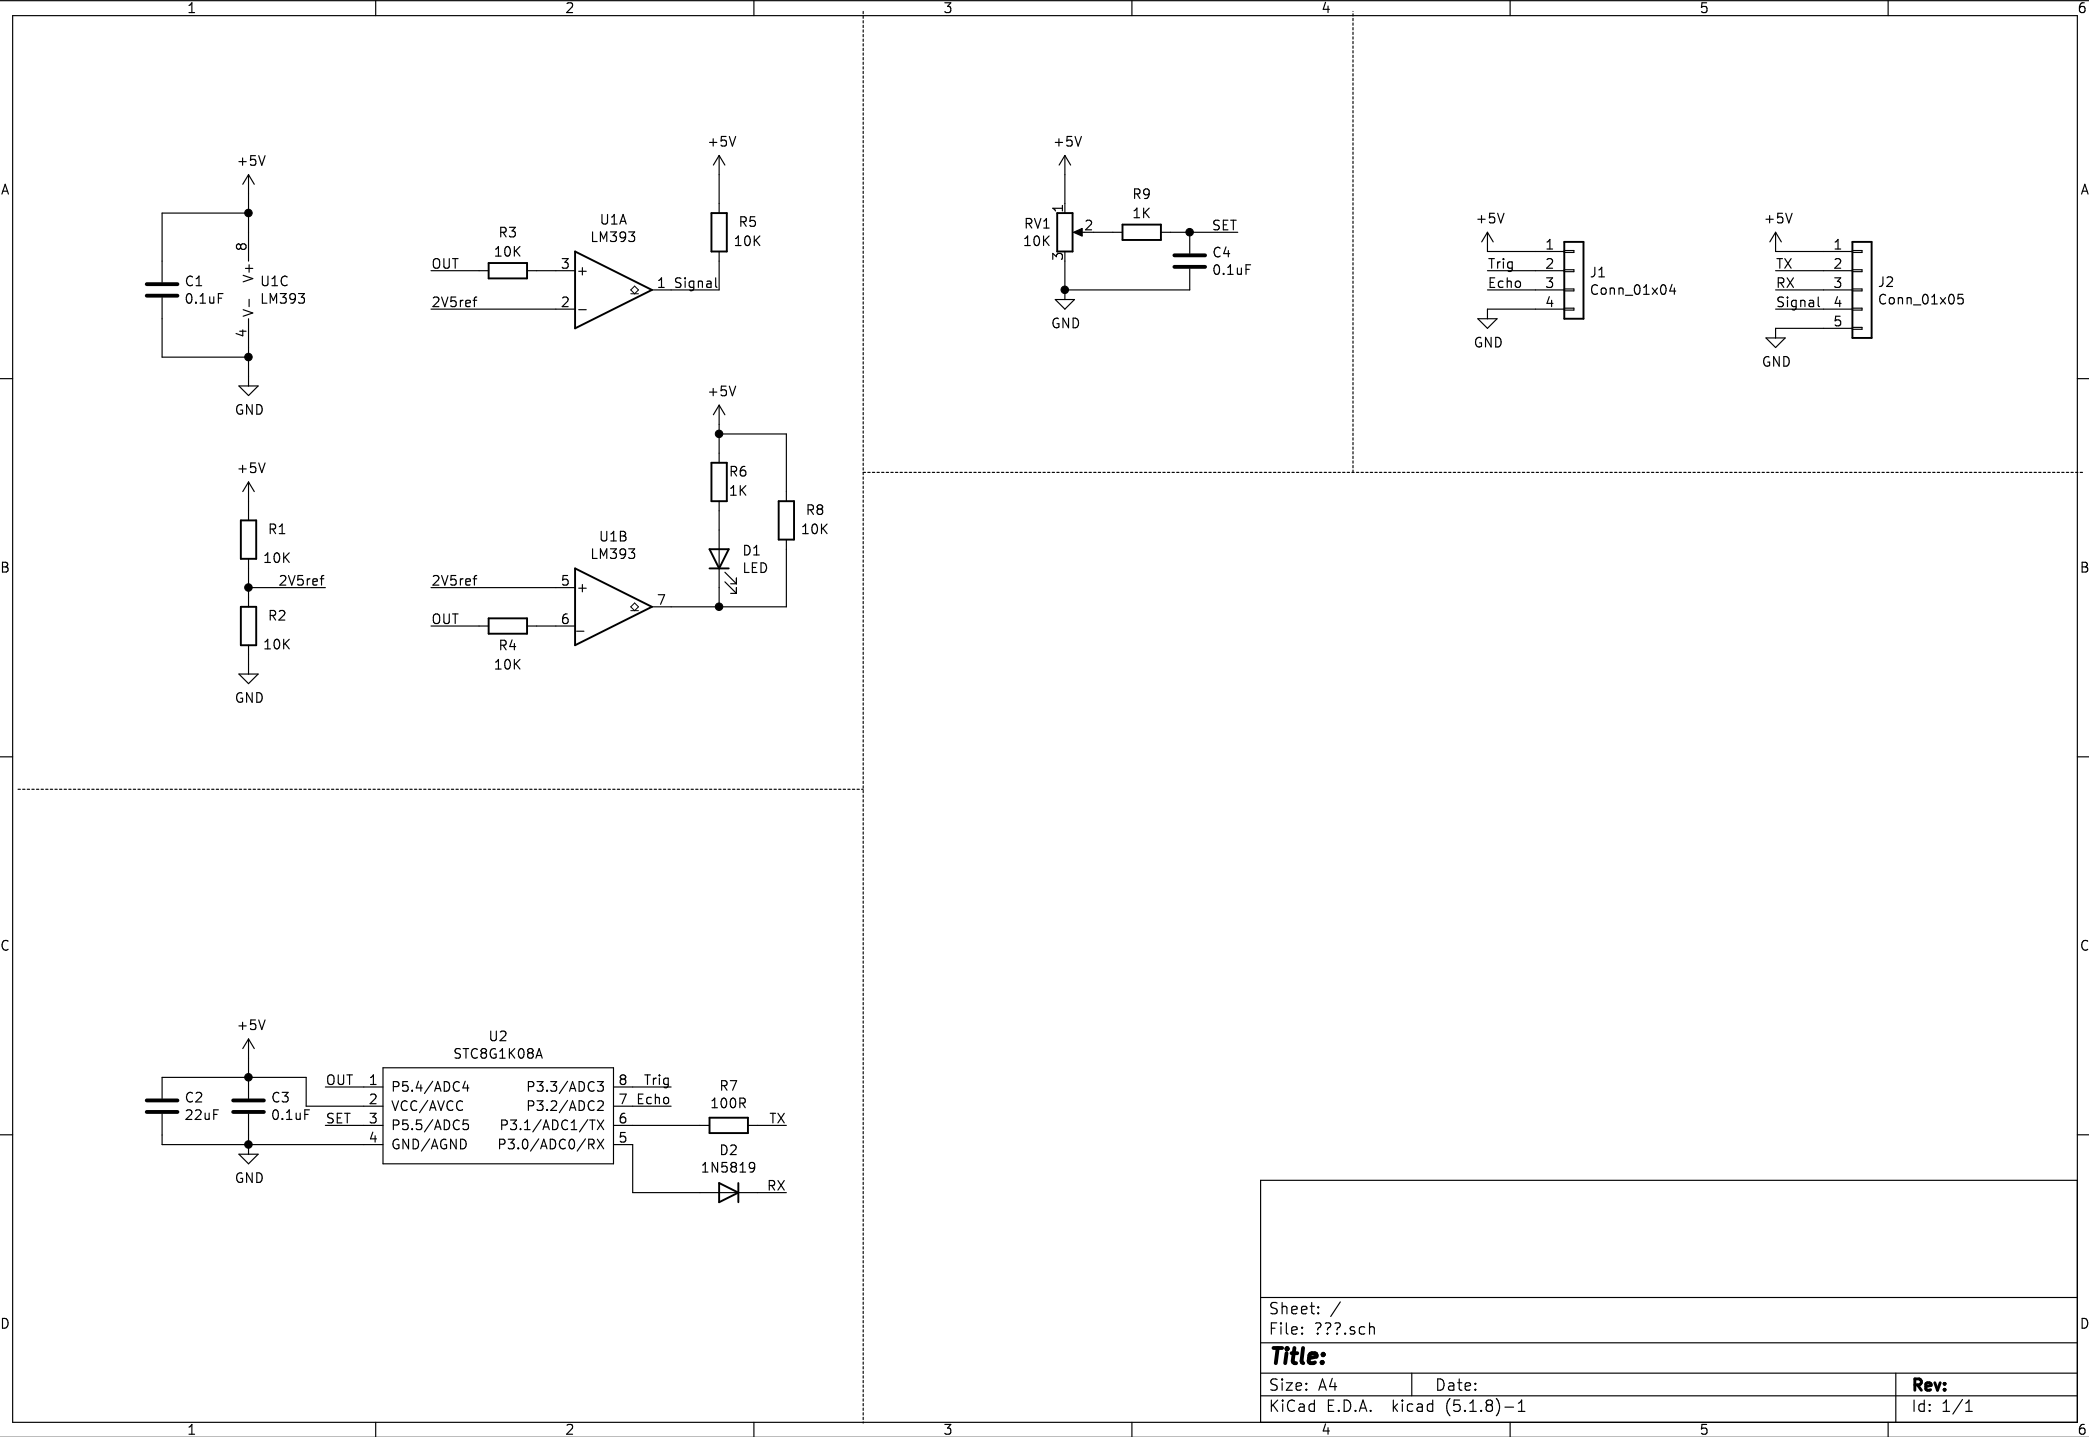 1 2 3 4 5 6
A
B
C
D
+5V
8
V+
C1
0.1uF
U1C
LM393
V-
4
GND
R3
10K
OUT
2V5ref
U1A
LM393
3
+
2
-
1 Signal
+5V
R5
10K
+5V
R1
10K
2V5ref
R2
10K
GND
2V5ref
OUT
R4
10K
U1B
LM393
5
+
6
-
7
+5V
R6
1K
R8
10K
D1
LED
+5V
1
RV1
10K
2
3
R9
1K
SET
C4
0.1uF
GND
+5V
1
Trig 2
Echo 3
4
GND
J1
Conn_01x04
+5V
1
TX 2
RX 3
Signal 4
5
GND
J2
Conn_01x05
+5V
C2
22uF
C3
0.1uF
GND
U2
STC8G1K08A
OUT 1 P5.4/ADC4
2 VCC/AVCC
SET 3 P5.5/ADC5
4 GND/AGND
P3.3/ADC3 8 Trig
P3.2/ADC2 7 Echo
P3.1/ADC1/TX 6
P3.0/ADC0/RX 5
R7
100R
TX
D2
1N5819
RX
Sheet: /
File: ???.sch
Title:
Size: A4 Date: Rev:
KiCad E.D.A. kicad (5.1.8)-1 Id: 1/1
A
B
C
D
1 2 3 4 5 6